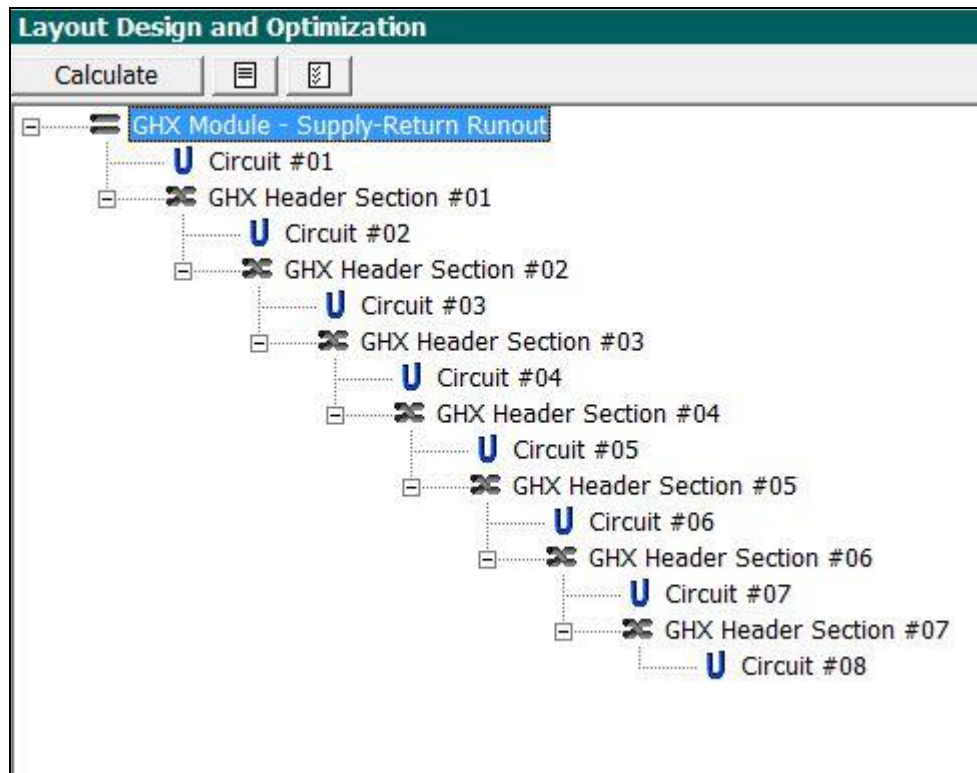 Layout Design and Optimization
Calculate
GHX Module - Supply-Return Runout
Circuit #01
GHX Header Section #01
Circuit #02
GHX Header Section #02
Circuit #03
GHX Header Section #03
Circuit #04
GHX Header Section #04
Circuit #05
GHX Header Section #05
Circuit #06
GHX Header Section #06
Circuit #07
GHX Header Section #07
Circuit #08